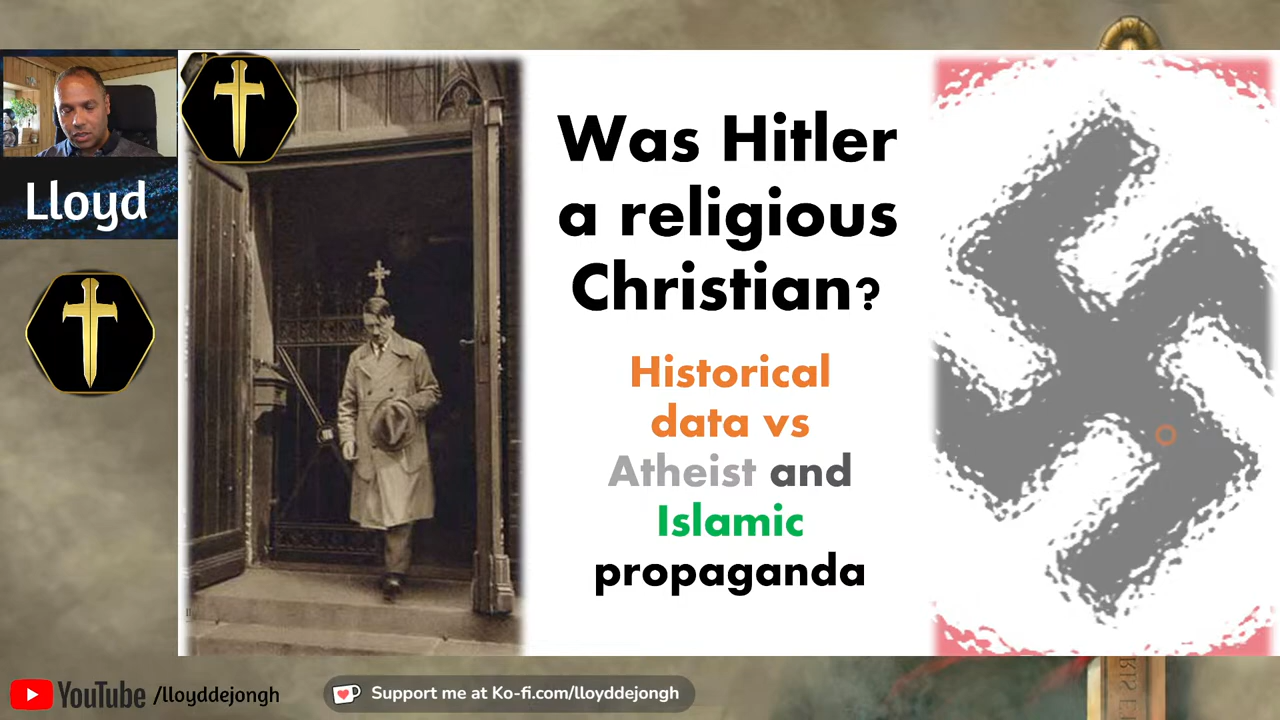 Lloyd
Was Hitler
a religious
Christian?
Historical
data vs
Atheist and
Islamic
propaganda
YouTube /lloyddejongh
Support me at Ko-fi.com/lloyddejongh